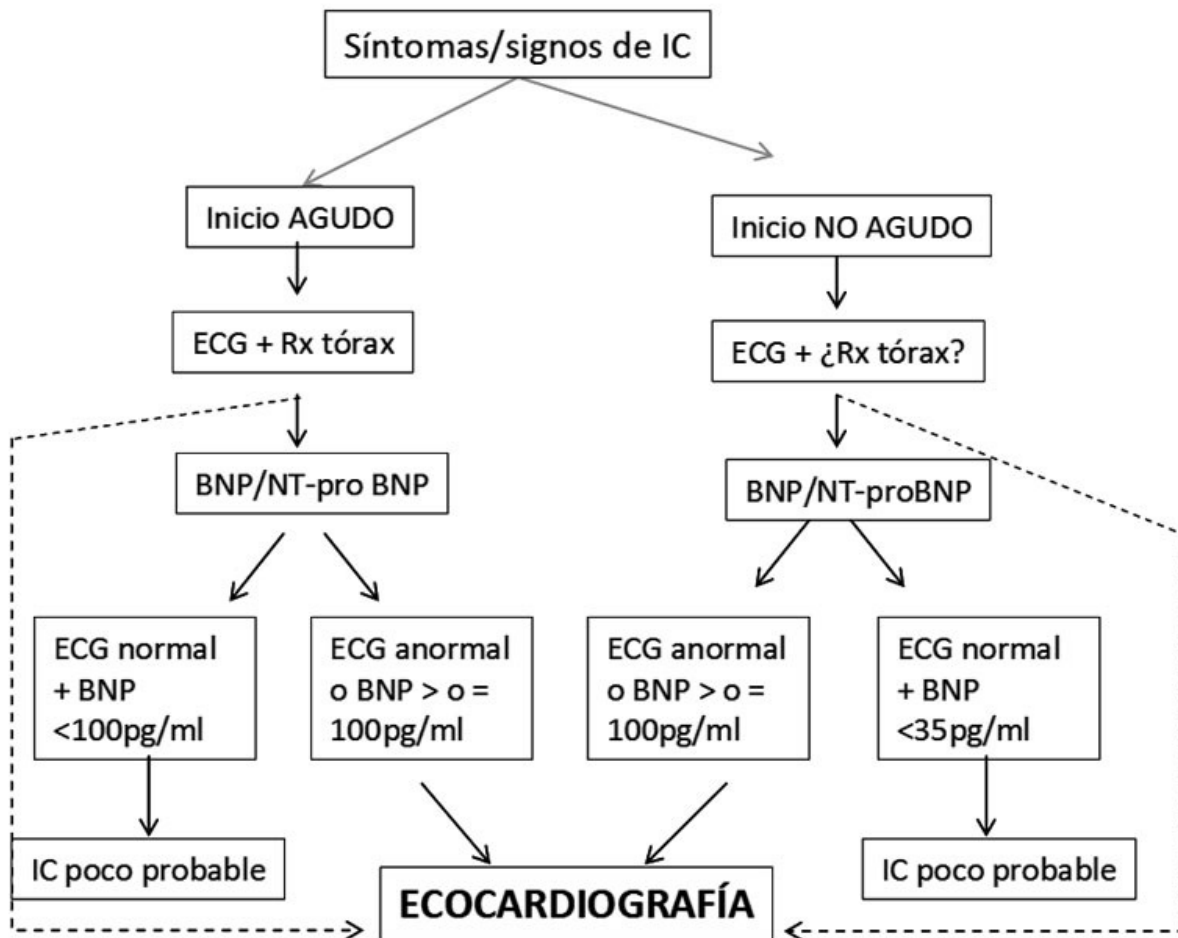 Síntomas/signos de IC
Inicio AGUDO
Inicio NO AGUDO
ECG + Rx tórax
ECG + ¿Rx tórax?
BNP/NT-pro BNP
BNP/NT-proBNP
ECG normal
+ BNP
<100pg/ml
ECG anormal
o BNP > o =
100pg/ml
ECG anormal
o BNP > o =
100pg/ml
ECG normal
+ BNP
<35pg/ml
IC poco probable
IC poco probable
ECOCARDIOGRAFÍA